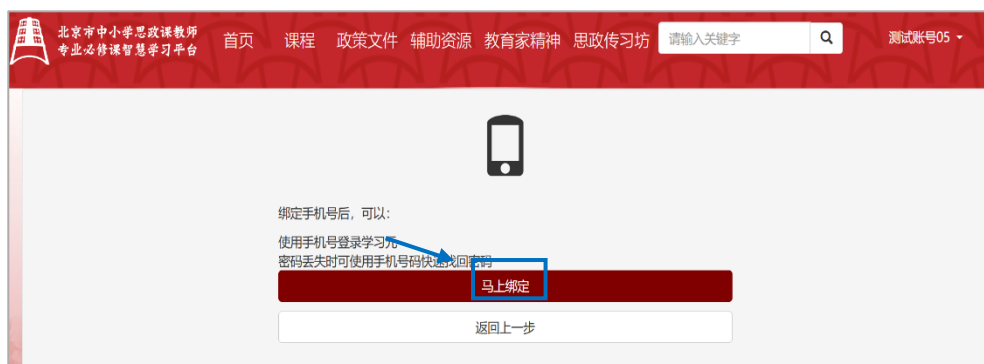 北京市中小学思政课教师
专业必修课智慧学习平台
首页 课程 政策文件 辅助资源 教育家精神 思政传习坊 请输入关键字 测试账号05
绑定手机号后，可以：
使用手机号登录学习元
密码丢失时可使用手机号码快速找回密码
马上绑定
返回上一步